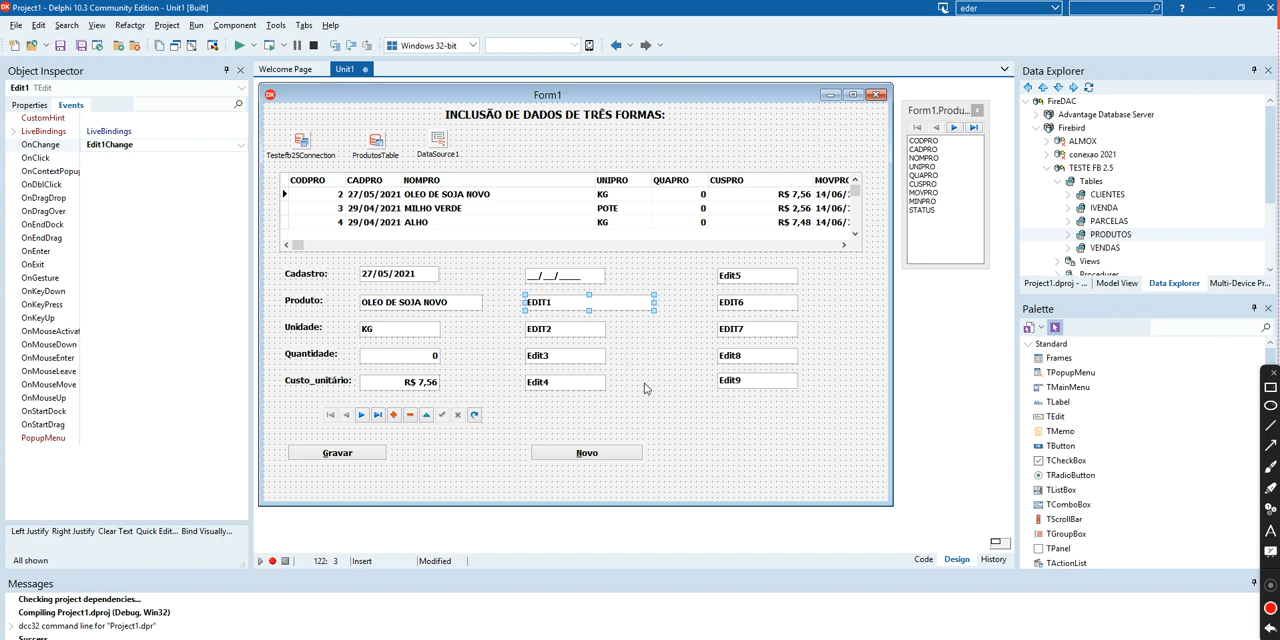 Project1 - Delphi 10.3 Community Edition - Unit1 [Built]
eder
File Edit Search View Refactor Project Run Component Tools Tabs Help
Windows 32-bit
Object Inspector
Edit1 TEdit
Properties Events
CustomHint
LiveBindings LiveBindings
OnChange Edit1Change
OnClick
OnContextPopu
OnDblClick
OnDragDrop
OnDragOver
OnEndDock
OnEndDrag
OnEnter
OnExit
OnGesture
OnKeyDown
OnKeyPress
OnKeyUp
OnMouseActivat
OnMouseDown
OnMouseEnter
OnMouseLeave
OnMouseMove
OnMouseUp
OnStartDock
OnStartDrag
PopupMenu
Left Justify Right Justify Clear Text Quick Edit... Bind Visually...
All shown
Welcome Page Unit1
Form1
INCLUSÃO DE DADOS DE TRÊS FORMAS:
Testefb25Connection ProdutosTable DataSource1
CODPRO CADPRO NOMPRO UNIPRO QUAPRO CUSPRO MOVPRO
2 27/05/2021 OLEO DE SOJA NOVO KG 0 R$ 7,56 14/06/
3 29/04/2021 MILHO VERDE POTE 0 R$ 2,56 14/06/
4 29/04/2021 ALHO KG 0 R$ 7,48 14/06/
Cadastro: 27/05/2021 __/__/____ Edit5
Produto: OLEO DE SOJA NOVO EDIT1 EDIT6
Unidade: KG EDIT2 EDIT7
Quantidade: 0 Edit3 Edit8
Custo_unitário: R$ 7,56 Edit4 Edit9
Gravar Novo
Form1.Produ...
CODPRO
CADPRO
NOMPRO
UNIPRO
QUAPRO
CUSPRO
MOVPRO
MINPRO
STATUS
122: 3 Insert Modified
Code Design History
Data Explorer
FireDAC
Advantage Database Server
Firebird
ALMOX
conexao 2021
TESTE FB 2.5
Tables
CLIENTES
IVENDA
PARCELAS
PRODUTOS
VENDAS
Views
Procedures
Project1.dproj - ... Model View Data Explorer Multi-Device Pr...
Palette
Standard
Frames
TPopupMenu
TMainMenu
TLabel
TEdit
TMemo
TButton
TCheckBox
TRadioButton
TListBox
TComboBox
TScrollBar
TGroupBox
TPanel
TActionList
Messages
Checking project dependencies...
Compiling Project1.dproj (Debug, Win32)
dcc32 command line for "Project1.dpr"
Success